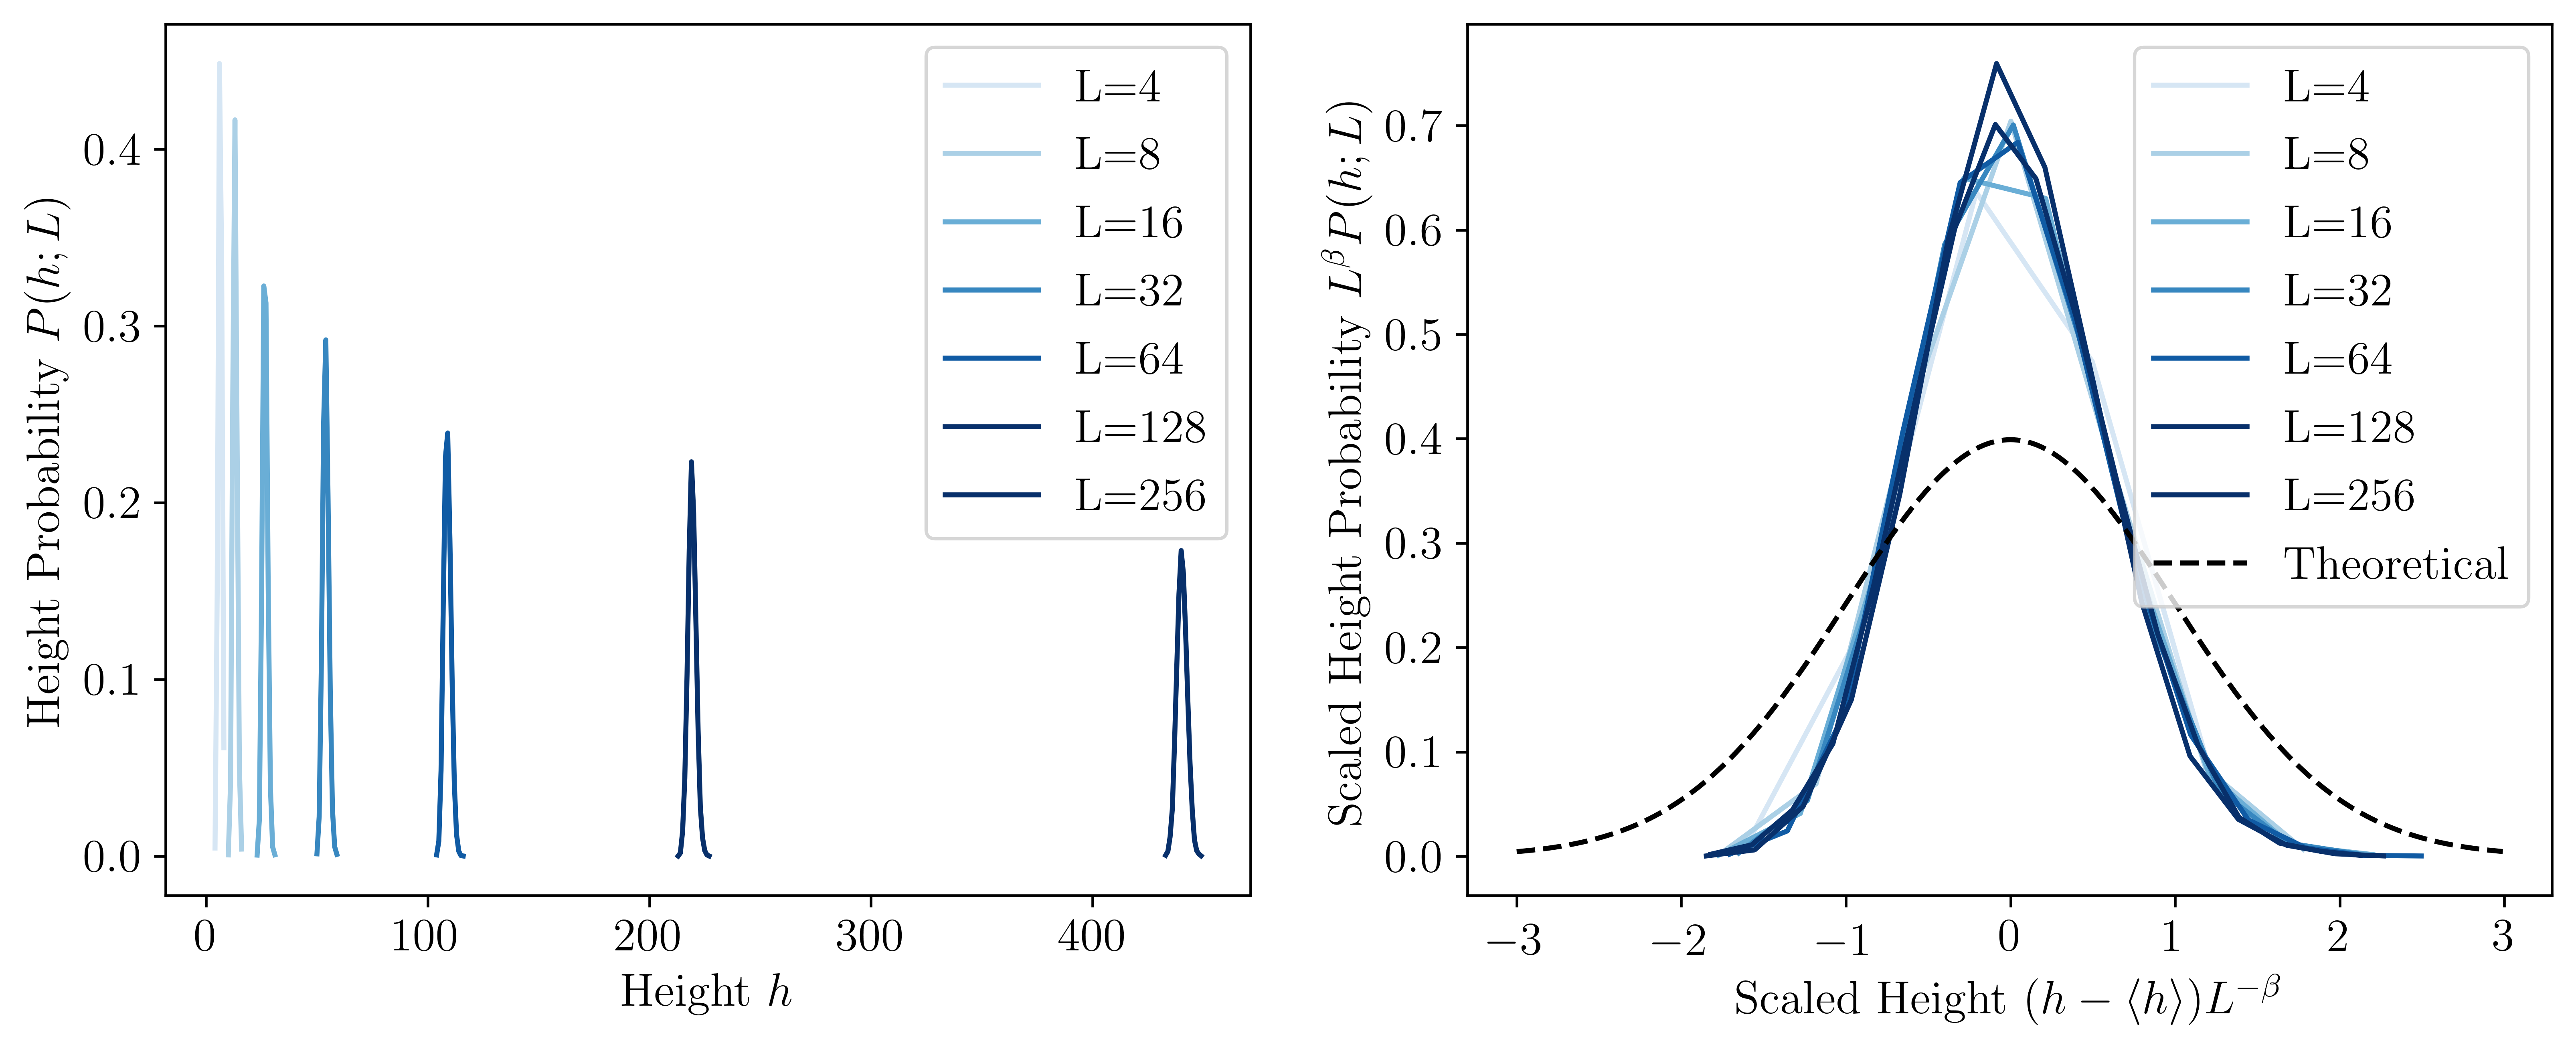 Height Probability P(h; L)
0.4
0.3
0.2
0.1
0.0
0
100
200
300
400
Height h
L=4
L=8
L=16
L=32
L=64
L=128
L=256
Scaled Height Probability L^β P(h; L)
0.7
0.6
0.5
0.4
0.3
0.2
0.1
0.0
−3
−2
−1
0
1
2
3
Scaled Height (h − ⟨h⟩)L^−β
L=4
L=8
L=16
L=32
L=64
L=128
L=256
Theoretical